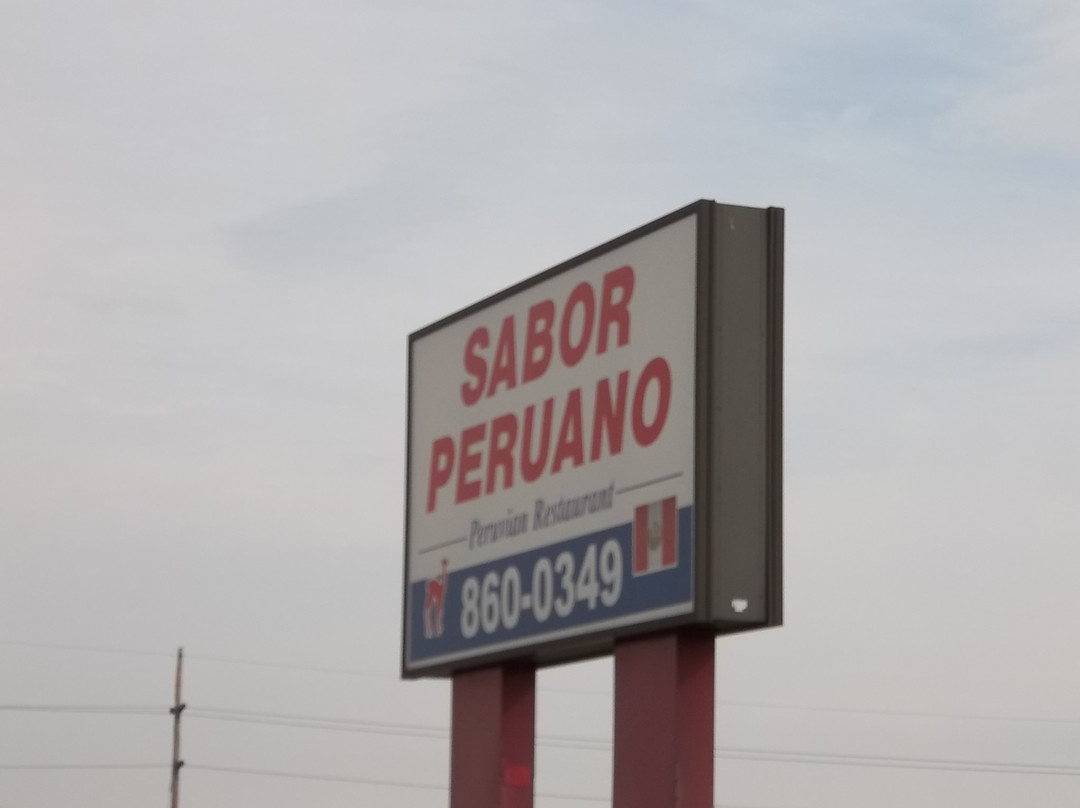 SABOR
PERUANO
Peruvian Restaurant
860-0349